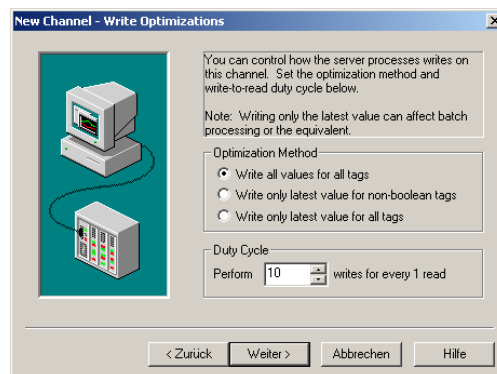 New Channel - Write Optimizations
You can control how the server processes writes on
this channel. Set the optimization method and
write-to-read duty cycle below.
Note: Writing only the latest value can affect batch
processing or the equivalent.
Optimization Method
Write all values for all tags
Write only latest value for non-boolean tags
Write only latest value for all tags
Duty Cycle
Perform 10 writes for every 1 read
< Zurück Weiter > Abbrechen Hilfe